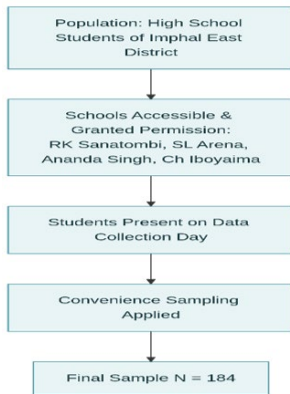 Population: High School
Students of Imphal East
District
Schools Accessible &
Granted Permission:
RK Sanatombi, SL Arena,
Ananda Singh, Ch Iboyaima
Students Present on Data
Collection Day
Convenience Sampling
Applied
Final Sample N = 184